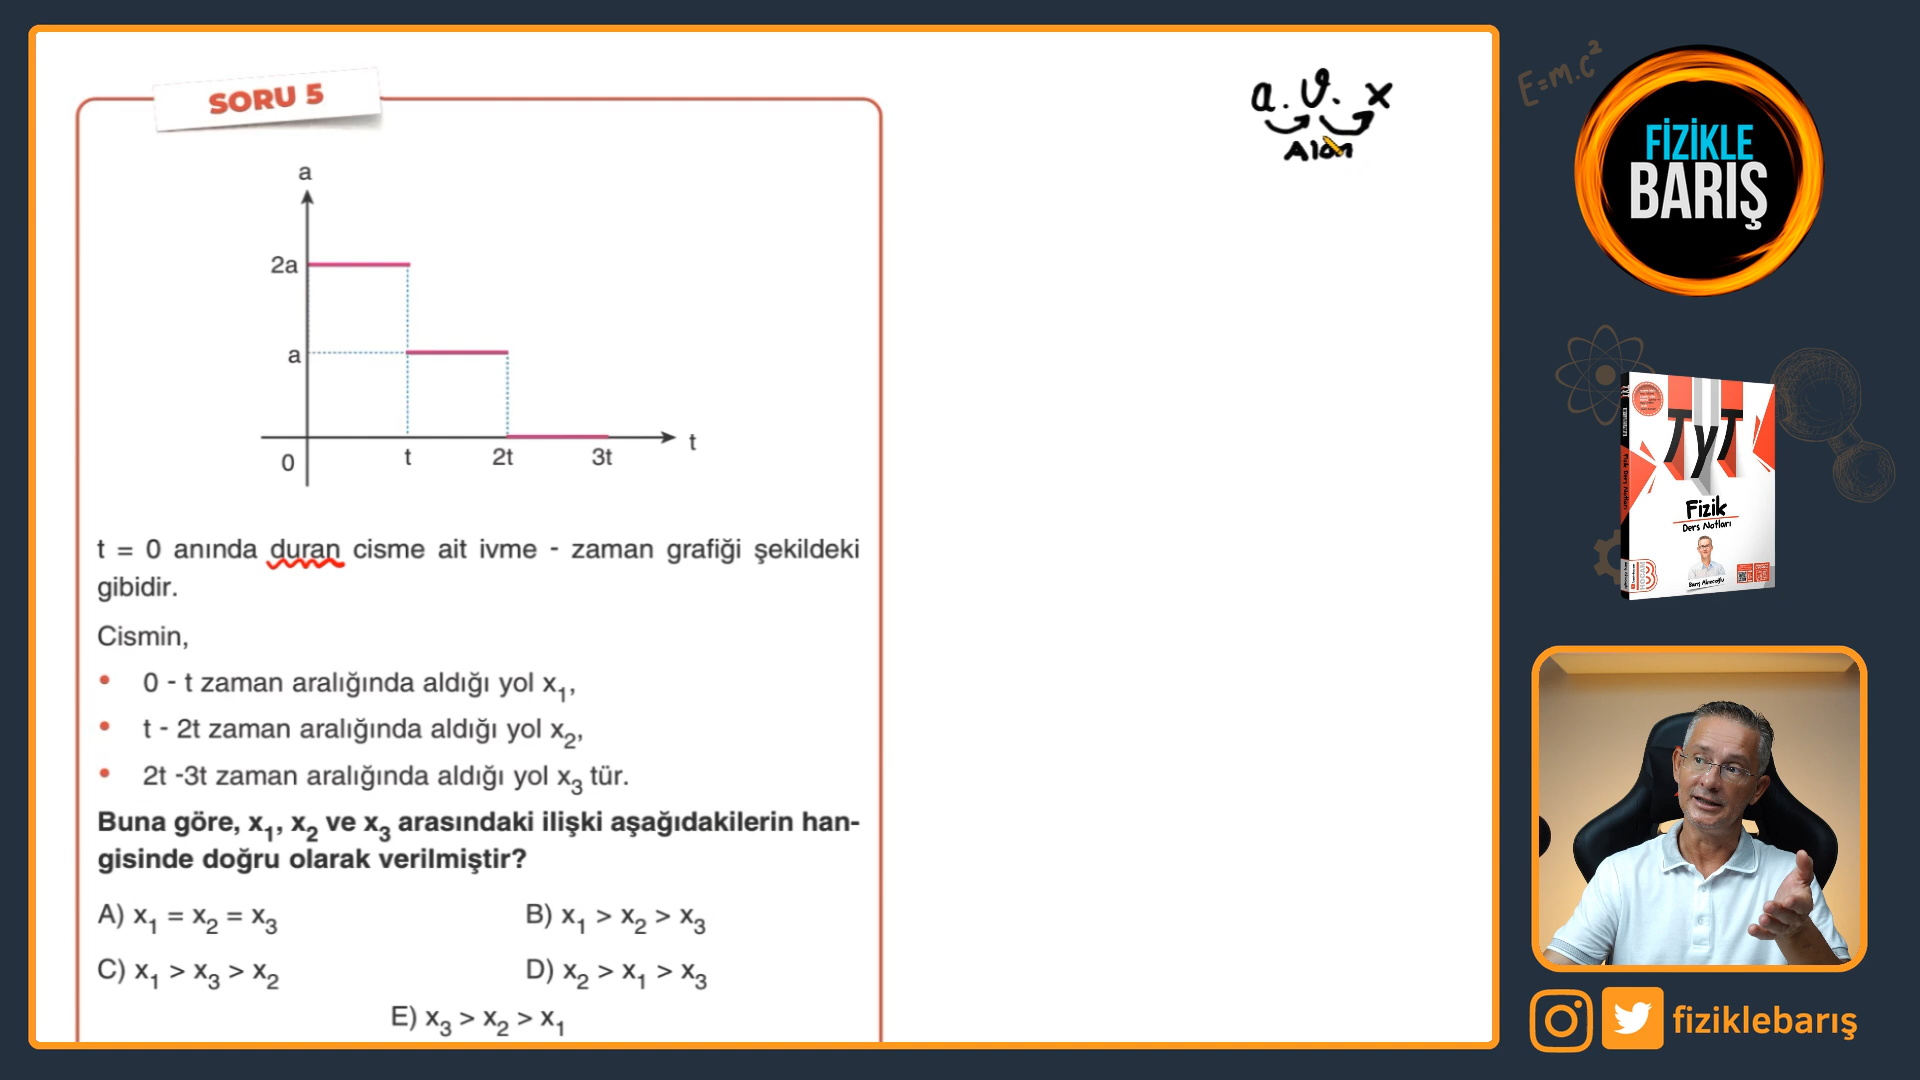 SORU 5
a
2a
a
0
t
2t
3t
t
t = 0 anında duran cisme ait ivme - zaman grafiği şekildeki
gibidir.
Cismin,
• 0 - t zaman aralığında aldığı yol x₁,
• t - 2t zaman aralığında aldığı yol x₂,
• 2t -3t zaman aralığında aldığı yol x₃ tür.
Buna göre, x₁, x₂ ve x₃ arasındaki ilişki aşağıdakilerin han-
gisinde doğru olarak verilmiştir?
A) x₁ = x₂ = x₃
B) x₁ > x₂ > x₃
C) x₁ > x₃ > x₂
D) x₂ > x₁ > x₃
E) x₃ > x₂ > x₁
a. v. x
Alan
E=m.c²
FİZİKLE
BARIŞ
TYT
Fizik
Ders Notları
fiziklebarış